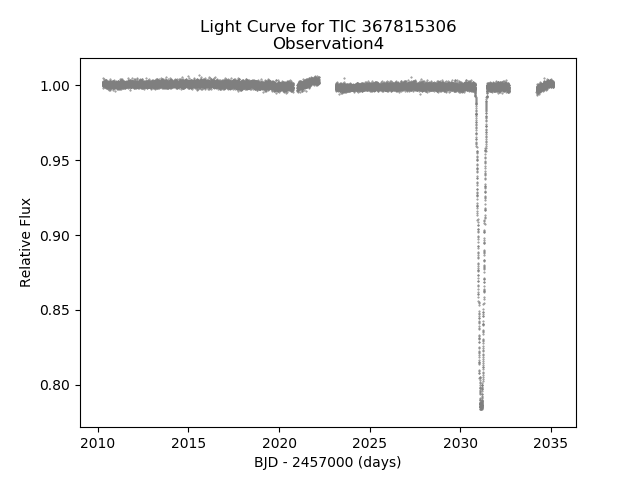 Light Curve for TIC 367815306
Observation4
1.00
0.95
0.90
0.85
0.80
Relative Flux
2010 2015 2020 2025 2030 2035
BJD - 2457000 (days)